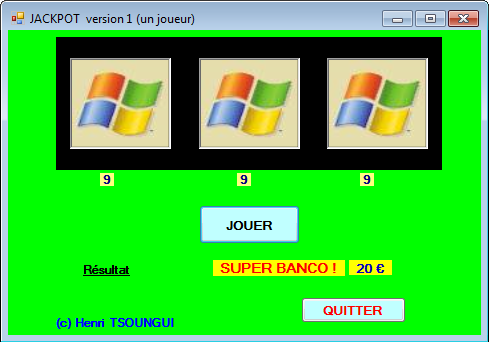 JACKPOT version 1 (un joueur)
9 9 9
JOUER
Résultat SUPER BANCO ! 20 €
QUITTER
(c) Henri TSOUNGUI